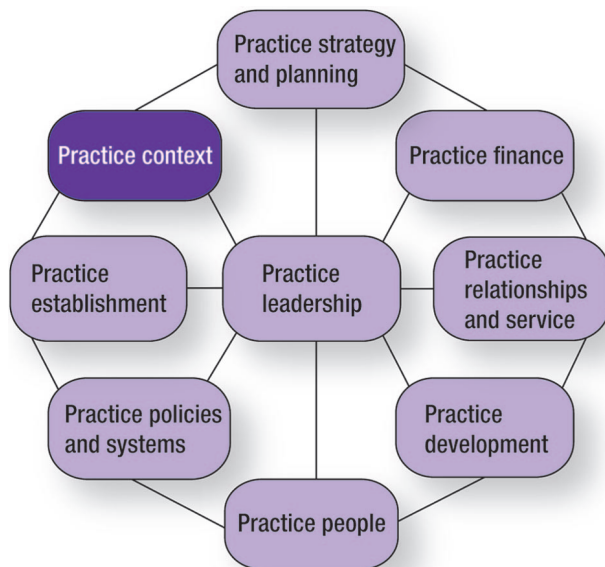 Practice strategy
and planning
Practice context
Practice finance
Practice
establishment
Practice
leadership
Practice
relationships
and service
Practice policies
and systems
Practice
development
Practice people